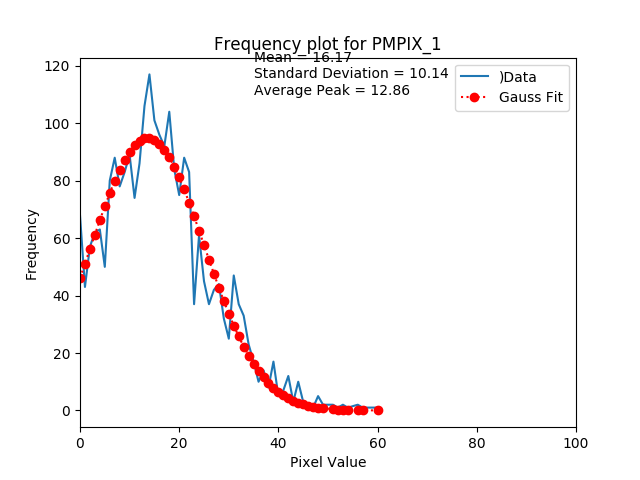 Frequency plot for PMPIX_1
Mean = 16.17
Standard Deviation = 10.14
Average Peak = 12.86
)Data
Gauss Fit
Frequency
120
100
80
60
40
20
0
0 20 40 60 80 100
Pixel Value